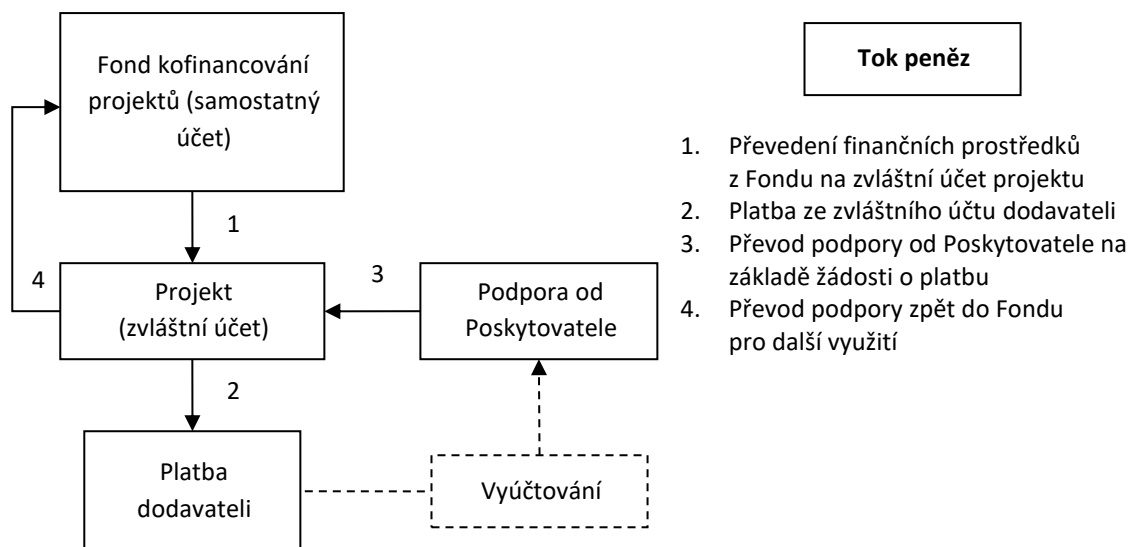 Fond kofinancování
projektů (samostatný
účet)
Tok peněz
1. Převedení finančních prostředků
z Fondu na zvláštní účet projektu
2. Platba ze zvláštního účtu dodavateli
3. Převod podpory od Poskytovatele na
základě žádosti o platbu
4. Převod podpory zpět do Fondu
pro další využití
1
4
Projekt
(zvláštní účet)
3
Podpora od
Poskytovatele
2
Platba
dodavateli
Vyúčtování